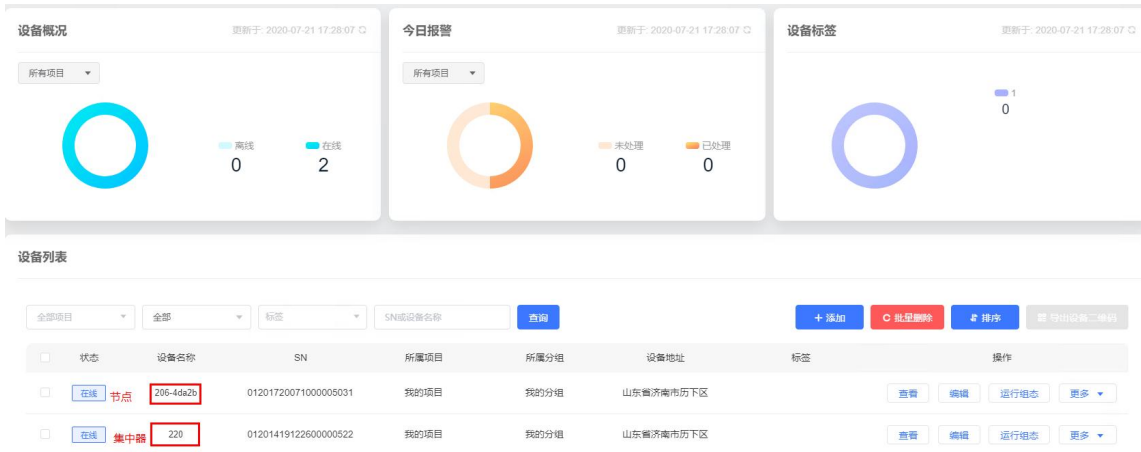 设备概况 更新于: 2020-07-21 17:28:07
所有项目
离线 在线
0 2
今日报警 更新于: 2020-07-21 17:28:07
所有项目
未处理 已处理
0 0
设备标签 更新于: 2020-07-21 17:28:07
1
0
设备列表
全部项目 全部 标签 SN或设备名称 查询 + 添加 批量删除 排序 导出设备二维码
状态 设备名称 SN 所属项目 所属分组 设备地址 标签 操作
在线 节点 206-4da2b 01201720071000005031 我的项目 我的分组 山东省济南市历下区 查看 编辑 运行组态 更多
在线 集中器 220 01201419122600000522 我的项目 我的分组 山东省济南市历下区 查看 编辑 运行组态 更多